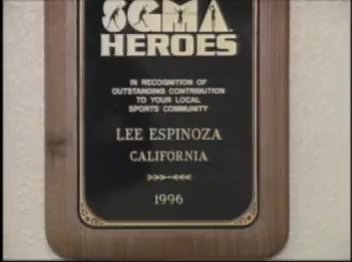 SGMA
HEROES
IN RECOGNITION OF
OUTSTANDING CONTRIBUTION
TO YOUR LOCAL
SPORTS COMMUNITY
LEE ESPINOZA
CALIFORNIA
1996